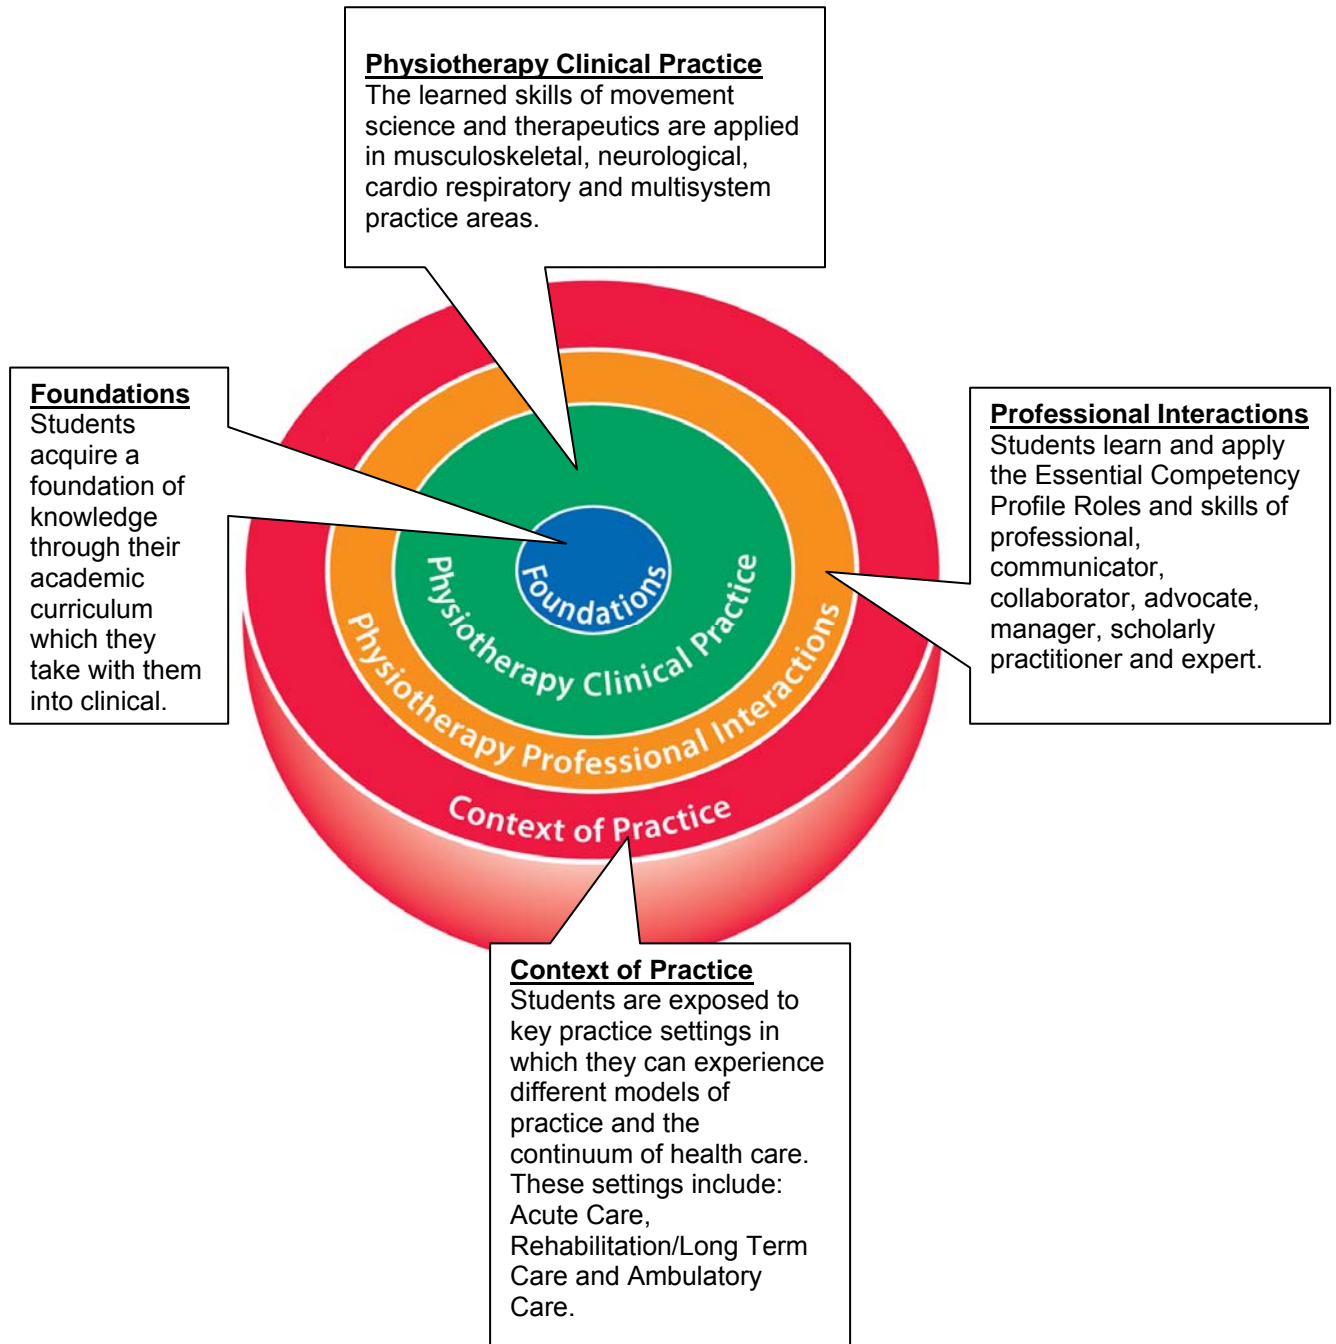 Physiotherapy Clinical Practice
The learned skills of movement
science and therapeutics are applied
in musculoskeletal, neurological,
cardio respiratory and multisystem
practice areas.
Foundations
Students
acquire a
foundation of
knowledge
through their
academic
curriculum
which they
take with them
into clinical.
Professional Interactions
Students learn and apply
the Essential Competency
Profile Roles and skills of
professional,
communicator,
collaborator, advocate,
manager, scholarly
practitioner and expert.
Foundations
Physiotherapy Clinical Practice
Physiotherapy Professional Interactions
Context of Practice
Context of Practice
Students are exposed to
key practice settings in
which they can experience
different models of
practice and the
continuum of health care.
These settings include:
Acute Care,
Rehabilitation/Long Term
Care and Ambulatory
Care.